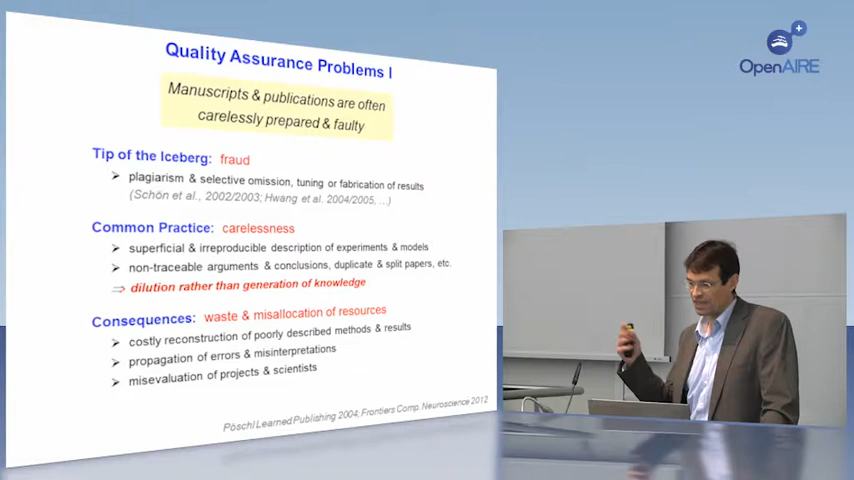 Quality Assurance Problems I
Manuscripts & publications are often
carelessly prepared & faulty
Tip of the Iceberg: fraud
➢ plagiarism & selective omission, tuning or fabrication of results
(Schön et al., 2002/2003; Hwang et al. 2004/2005, ...)
Common Practice: carelessness
➢ superficial & irreproducible description of experiments & models
➢ non-traceable arguments & conclusions, duplicate & split papers, etc.
⇒ dilution rather than generation of knowledge
Consequences: waste & misallocation of resources
➢ costly reconstruction of poorly described methods & results
➢ propagation of errors & misinterpretations
➢ misevaluation of projects & scientists
Pöschl Learned Publishing 2004; Frontiers Comp. Neuroscience 2012
OpenAIRE